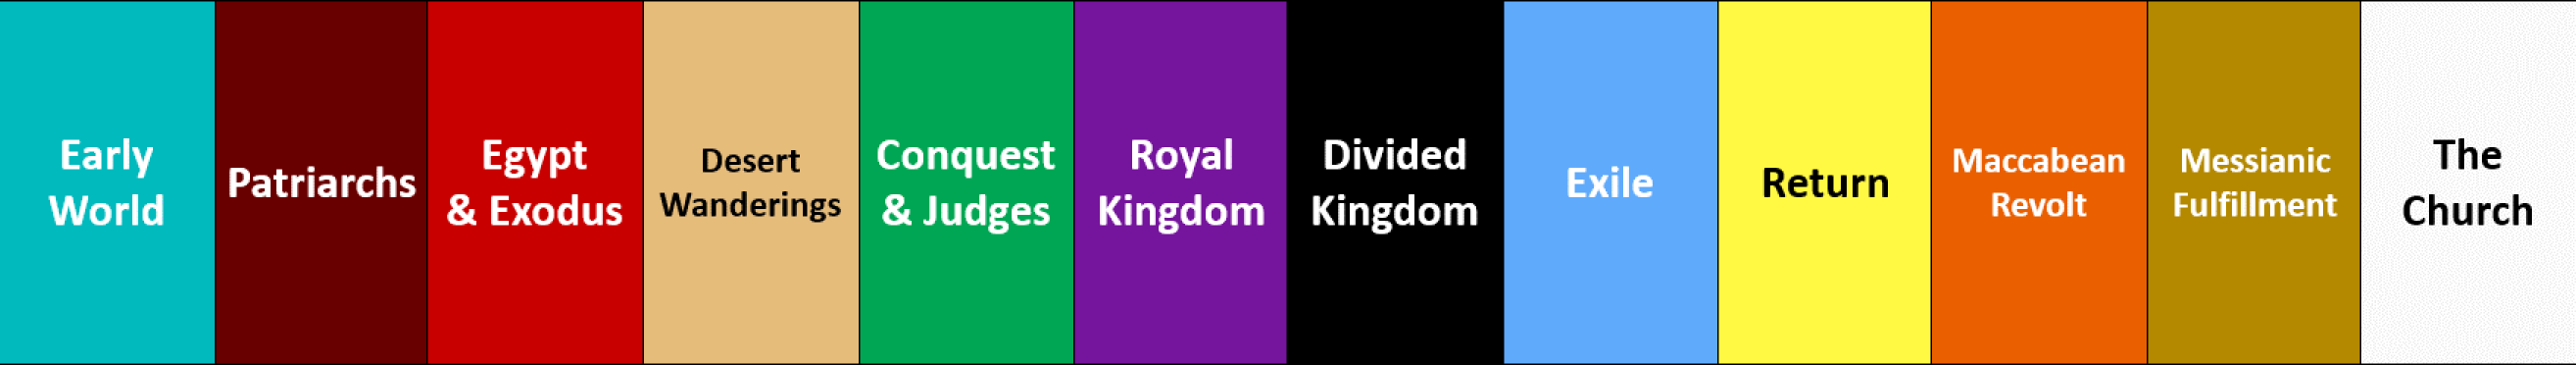 Early
World
Patriarchs
Egypt
& Exodus
Desert
Wanderings
Conquest
& Judges
Royal
Kingdom
Divided
Kingdom
Exile
Return
Maccabean
Revolt
Messianic
Fulfillment
The
Church